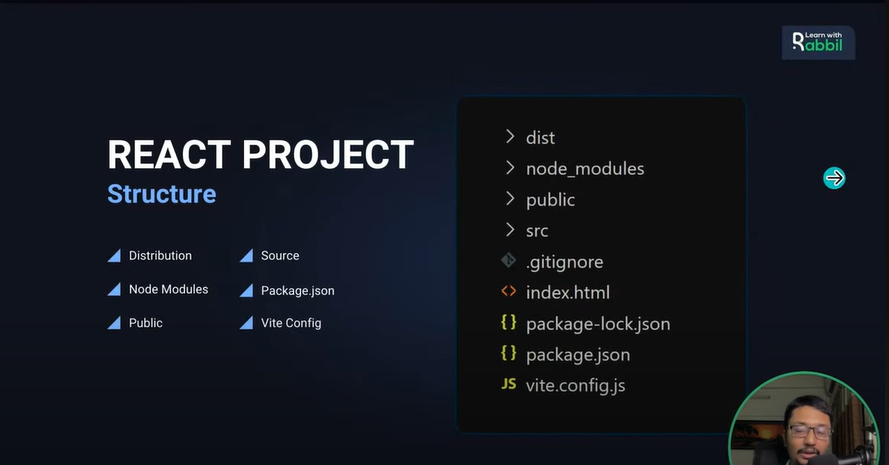 Learn with
Rabbil
REACT PROJECT
Structure
Distribution
Source
Node Modules
Package.json
Public
Vite Config
dist
node_modules
public
src
.gitignore
index.html
{} package-lock.json
{} package.json
JS vite.config.js